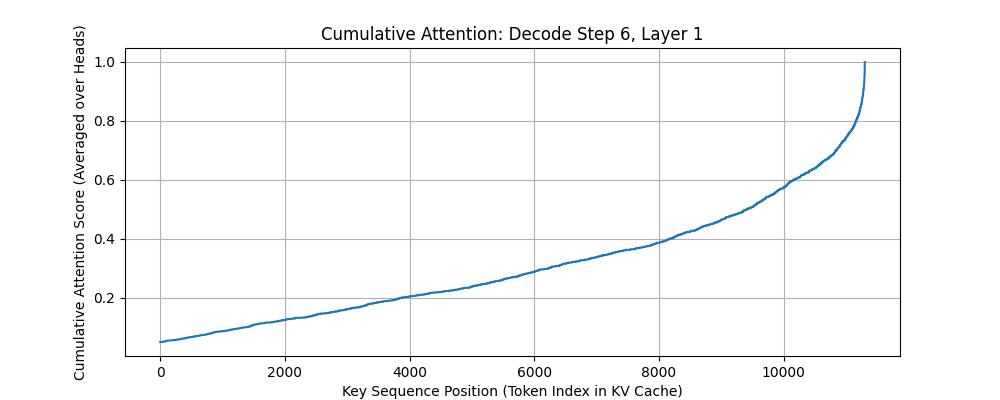 Cumulative Attention: Decode Step 6, Layer 1
Cumulative Attention Score (Averaged over Heads)
1.0
0.8
0.6
0.4
0.2
0 2000 4000 6000 8000 10000
Key Sequence Position (Token Index in KV Cache)